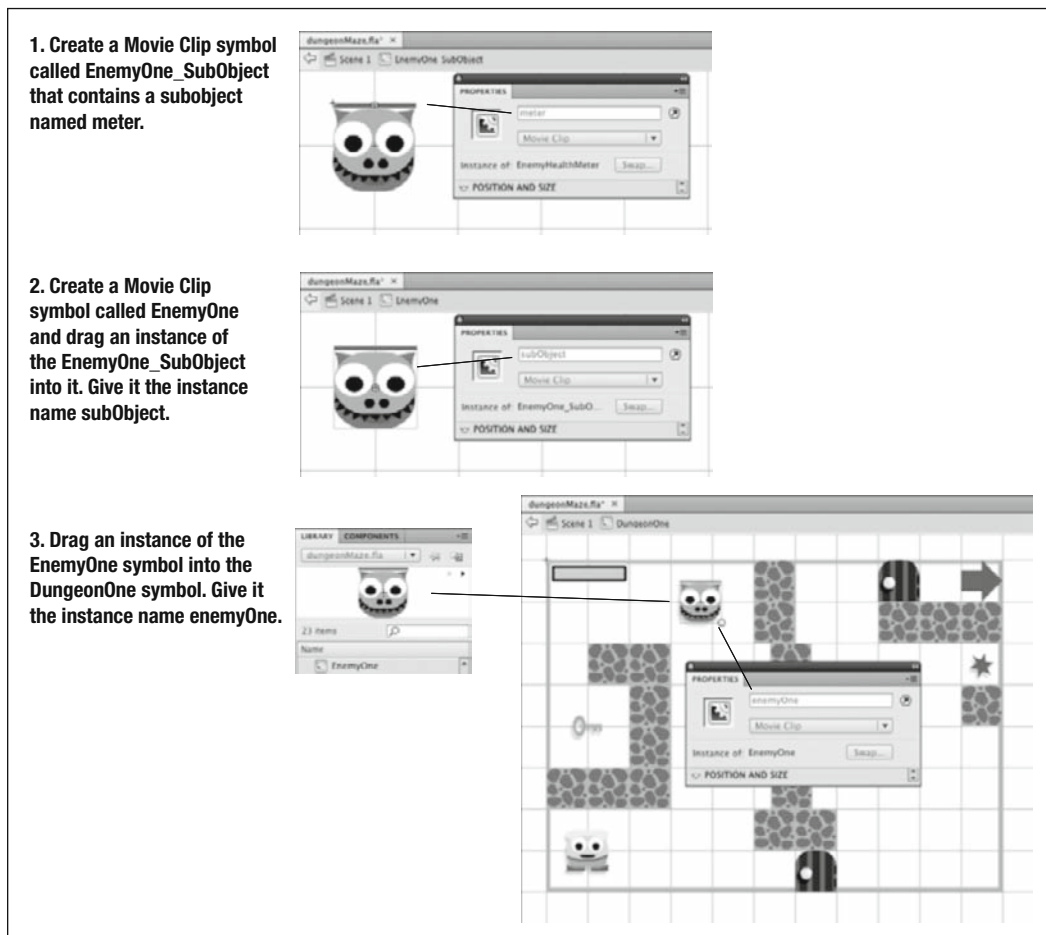 1. Create a Movie Clip symbol
called EnemyOne_SubObject
that contains a subobject
named meter.
dungeonMaze.fla* ×
Scene 1 EnemyOne_SubObject
PROPERTIES
meter
Movie Clip
Instance of: EnemyHealthMeter Swap...
POSITION AND SIZE
2. Create a Movie Clip
symbol called EnemyOne
and drag an instance of
the EnemyOne_SubObject
into it. Give it the instance
name subObject.
dungeonMaze.fla* ×
Scene 1 EnemyOne
PROPERTIES
subObject
Movie Clip
Instance of: EnemyOne_SubO... Swap...
POSITION AND SIZE
3. Drag an instance of the
EnemyOne symbol into the
DungeonOne symbol. Give it
the instance name enemyOne.
LIBRARY COMPONENTS
dungeonMaze.fla
23 items
Name
EnemyOne
dungeonMaze.fla* ×
Scene 1 DungeonOne
PROPERTIES
enemyOne
Movie Clip
Instance of: EnemyOne Swap...
POSITION AND SIZE